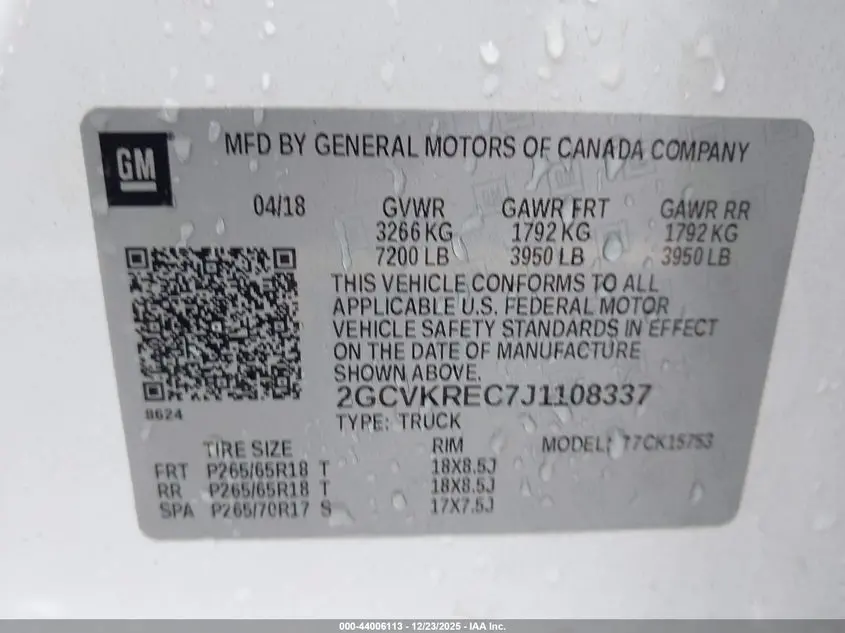 GM
MFD BY GENERAL MOTORS OF CANADA COMPANY
04/18 GVWR GAWR FRT GAWR RR
3266 KG 1792 KG 1792 KG
7200 LB 3950 LB 3950 LB
THIS VEHICLE CONFORMS TO ALL
APPLICABLE U.S. FEDERAL MOTOR
VEHICLE SAFETY STANDARDS IN EFFECT
ON THE DATE OF MANUFACTURE
SHOWN ABOVE.
2GCVKREC7J1108337
8624
TYPE: TRUCK
TIRE SIZE RIM MODEL: 17CK15753
FRT P265/65R18 T 18X8.5J
RR P265/65R18 T 18X8.5J
SPA P265/70R17 S 17X7.5J
000-44006113 - 12/23/2025 - IAA Inc.